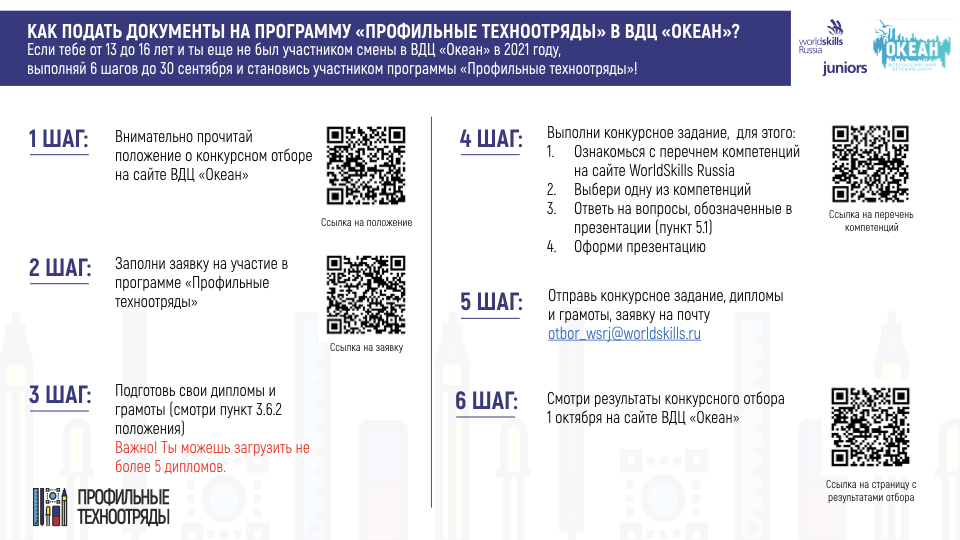 КАК ПОДАТЬ ДОКУМЕНТЫ НА ПРОГРАММУ «ПРОФИЛЬНЫЕ ТЕХНООТРЯДЫ» В ВДЦ «ОКЕАН»?
Если тебе от 13 до 16 лет и ты еще не был участником смены в ВДЦ «Океан» в 2021 году,
выполняй 6 шагов до 30 сентября и становись участником программы «Профильные техноотряды»!
worldskills
Russia
juniors
ОКЕАН
ВСЕРОССИЙСКИЙ
ДЕТСКИЙ ЦЕНТР
1 ШАГ:
Внимательно прочитай
положение о конкурсном отборе
на сайте ВДЦ «Океан»
Ссылка на положение
2 ШАГ:
Заполни заявку на участие в
программе «Профильные
техноотряды»
Ссылка на заявку
3 ШАГ:
Подготовь свои дипломы и
грамоты (смотри пункт 3.6.2
положения)
Важно! Ты можешь загрузить не
более 5 дипломов.
ПРОФИЛЬНЫЕ
ТЕХНООТРЯДЫ
4 ШАГ:
Выполни конкурсное задание, для этого:
1. Ознакомься с перечнем компетенций
на сайте WorldSkills Russia
2. Выбери одну из компетенций
3. Ответь на вопросы, обозначенные в
презентации (пункт 5.1)
4. Оформи презентацию
Ссылка на перечень
компетенций
5 ШАГ:
Отправь конкурсное задание, дипломы
и грамоты, заявку на почту
otbor_wsrj@worldskills.ru
6 ШАГ:
Смотри результаты конкурсного отбора
1 октября на сайте ВДЦ «Океан»
Ссылка на страницу с
результатами отбора